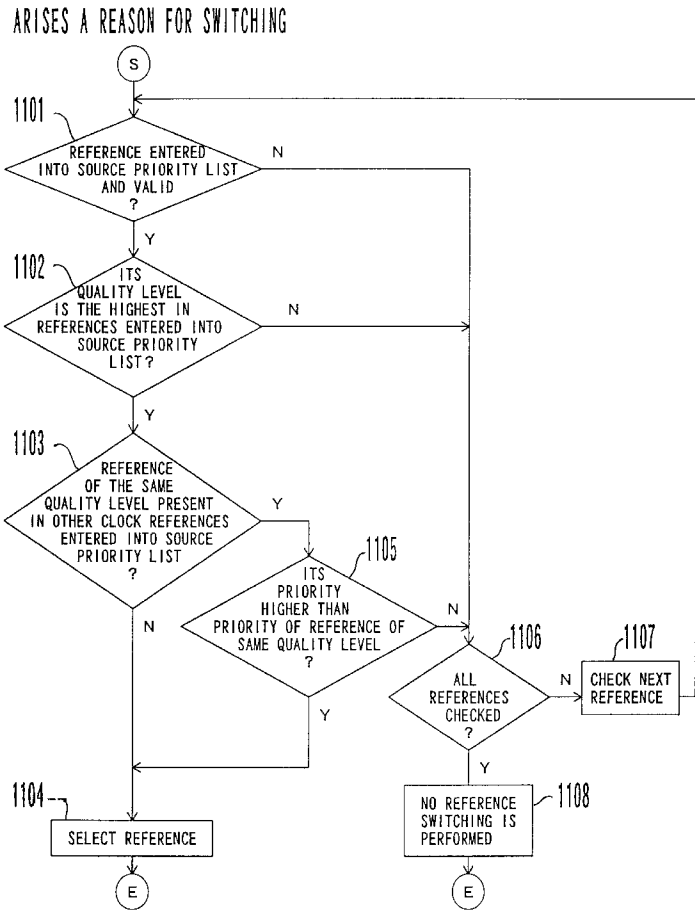 ARISES A REASON FOR SWITCHING
S
1101
REFERENCE ENTERED
INTO SOURCE PRIORITY LIST
AND VALID
?
N
Y
1102
ITS
QUALITY LEVEL
IS THE HIGHEST IN
REFERENCES ENTERED INTO
SOURCE PRIORITY
LIST?
N
Y
1103
REFERENCE
OF THE SAME
QUALITY LEVEL PRESENT
IN OTHER CLOCK REFERENCES
ENTERED INTO SOURCE
PRIORITY LIST
?
Y
N
1105
ITS
PRIORITY
HIGHER THAN
PRIORITY OF REFERENCE OF
SAME QUALITY LEVEL
?
N
Y
1106
ALL
REFERENCES
CHECKED
?
N
Y
1107
CHECK NEXT
REFERENCE
1104
SELECT REFERENCE
E
1108
NO REFERENCE
SWITCHING IS
PERFORMED
E